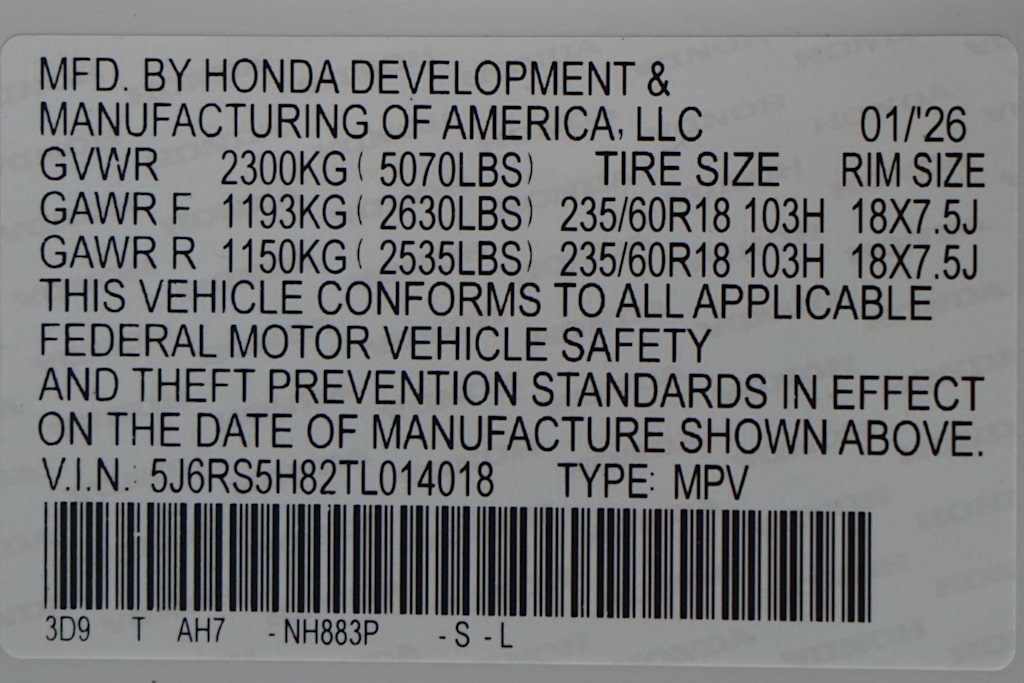 MFD. BY HONDA DEVELOPMENT &
MANUFACTURING OF AMERICA, LLC 01/'26
GVWR 2300KG ( 5070LBS) TIRE SIZE RIM SIZE
GAWR F 1193KG ( 2630LBS) 235/60R18 103H 18X7.5J
GAWR R 1150KG ( 2535LBS) 235/60R18 103H 18X7.5J
THIS VEHICLE CONFORMS TO ALL APPLICABLE
FEDERAL MOTOR VEHICLE SAFETY
AND THEFT PREVENTION STANDARDS IN EFFECT
ON THE DATE OF MANUFACTURE SHOWN ABOVE.
V.I.N.: 5J6RS5H82TL014018 TYPE: MPV
3D9 T AH7 - NH883P - S - L